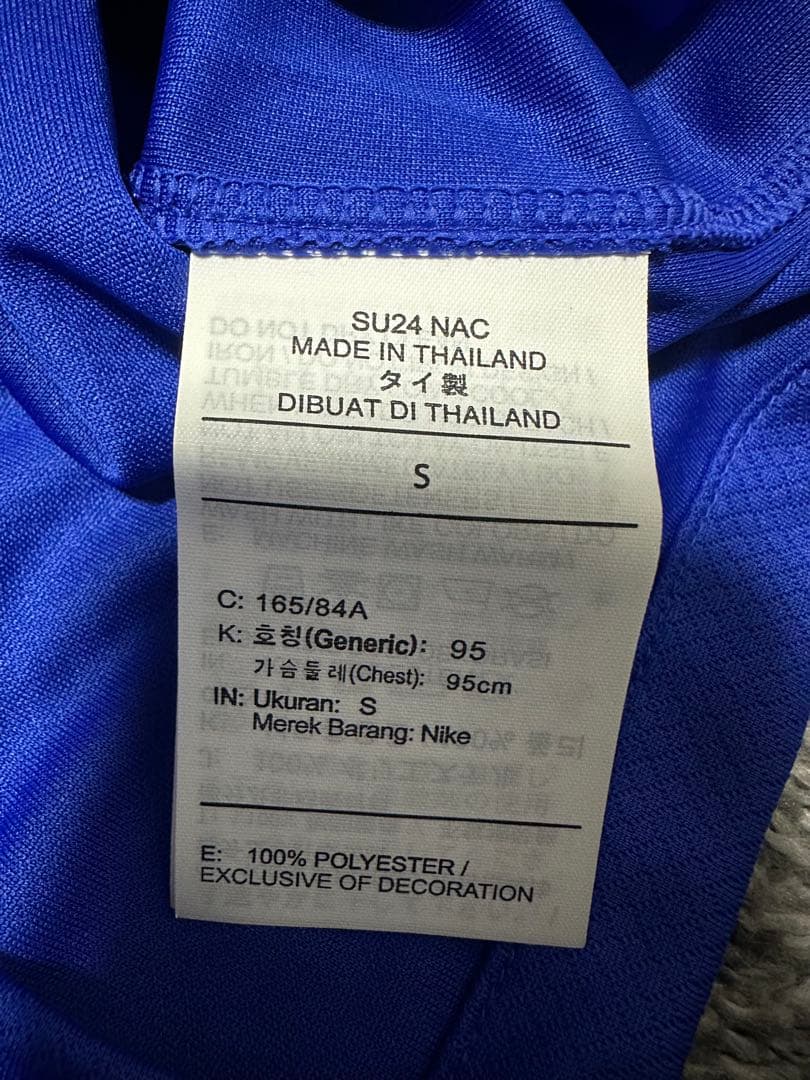 SU24 NAC
MADE IN THAILAND
タイ製
DIBUAT DI THAILAND
S
C: 165/84A
K: 호칭(Generic): 95
가슴둘레(Chest): 95cm
IN: Ukuran: S
Merek Barang: Nike
E: 100% POLYESTER /
EXCLUSIVE OF DECORATION